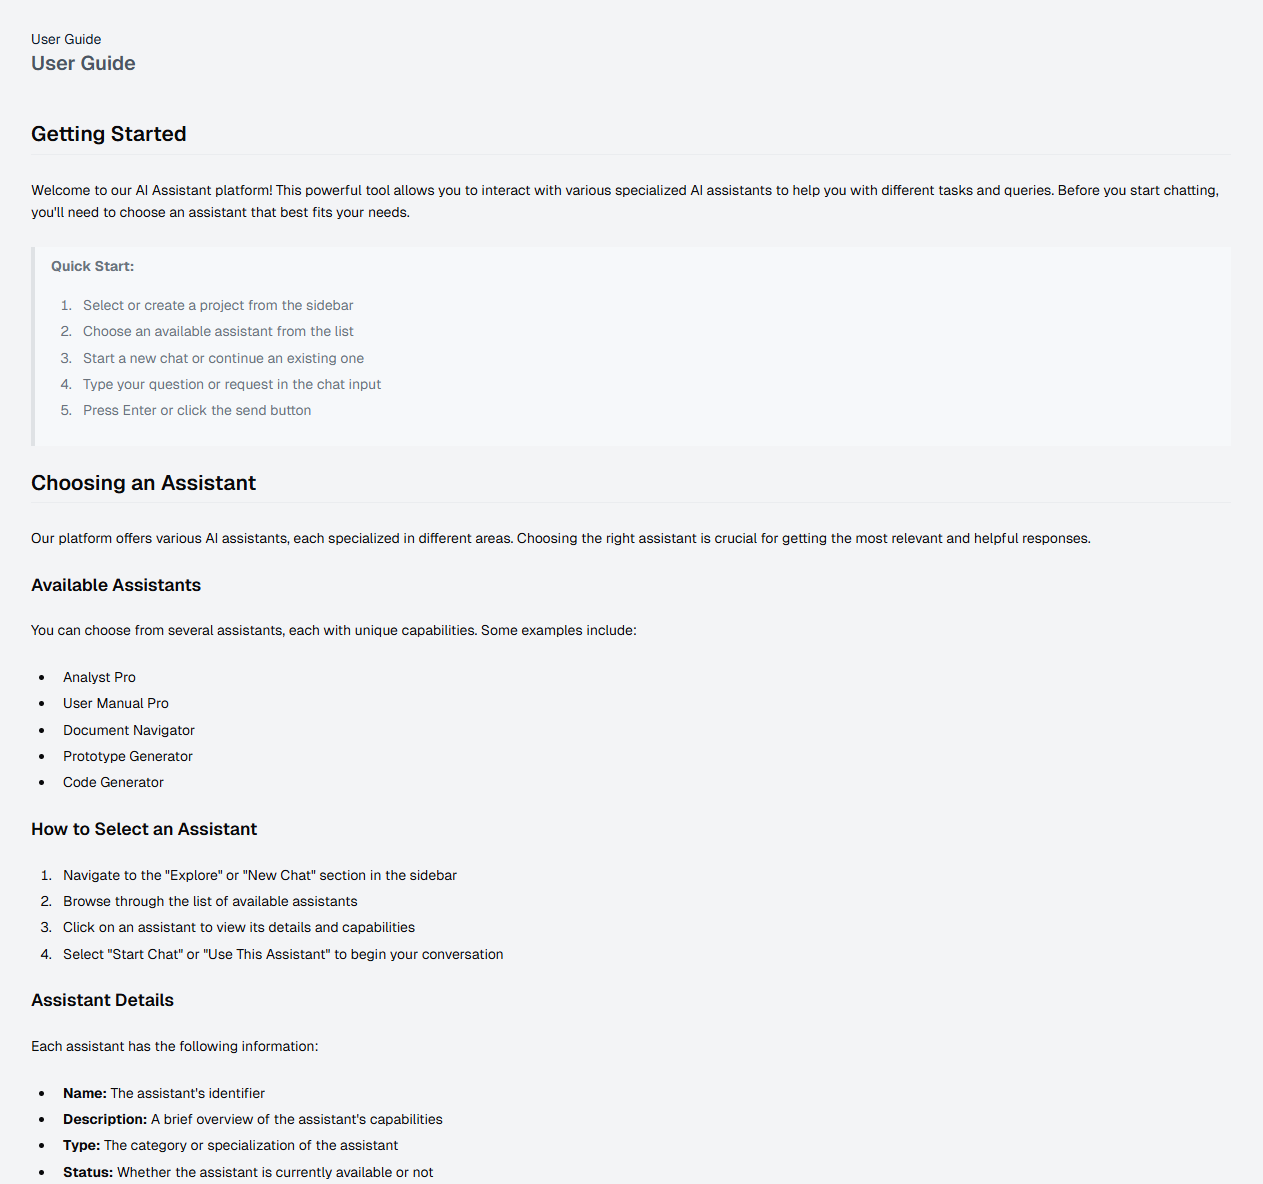 User Guide
User Guide
Getting Started
Welcome to our AI Assistant platform! This powerful tool allows you to interact with various specialized AI assistants to help you with different tasks and queries. Before you start chatting,
you'll need to choose an assistant that best fits your needs.
Quick Start:
1. Select or create a project from the sidebar
2. Choose an available assistant from the list
3. Start a new chat or continue an existing one
4. Type your question or request in the chat input
5. Press Enter or click the send button
Choosing an Assistant
Our platform offers various AI assistants, each specialized in different areas. Choosing the right assistant is crucial for getting the most relevant and helpful responses.
Available Assistants
You can choose from several assistants, each with unique capabilities. Some examples include:
• Analyst Pro
• User Manual Pro
• Document Navigator
• Prototype Generator
• Code Generator
How to Select an Assistant
1. Navigate to the "Explore" or "New Chat" section in the sidebar
2. Browse through the list of available assistants
3. Click on an assistant to view its details and capabilities
4. Select "Start Chat" or "Use This Assistant" to begin your conversation
Assistant Details
Each assistant has the following information:
• Name: The assistant's identifier
• Description: A brief overview of the assistant's capabilities
• Type: The category or specialization of the assistant
• Status: Whether the assistant is currently available or not